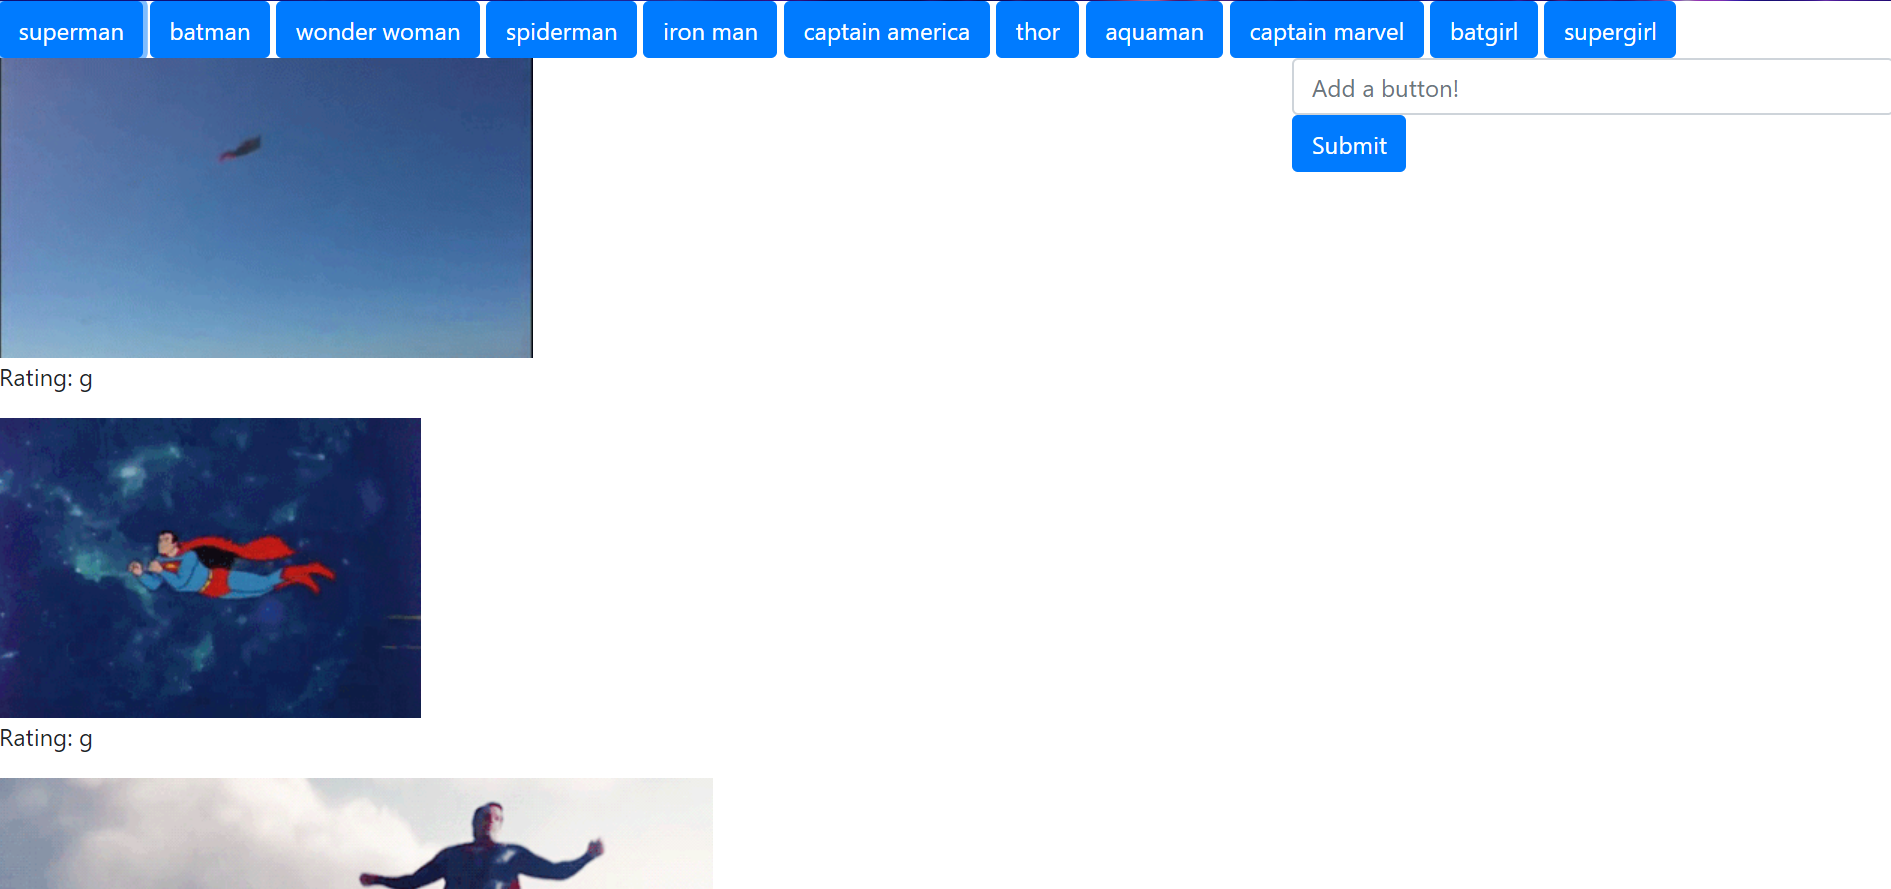 superman batman wonder woman spiderman iron man captain america thor aquaman captain marvel batgirl supergirl
Add a button!
Submit
Rating: g
Rating: g